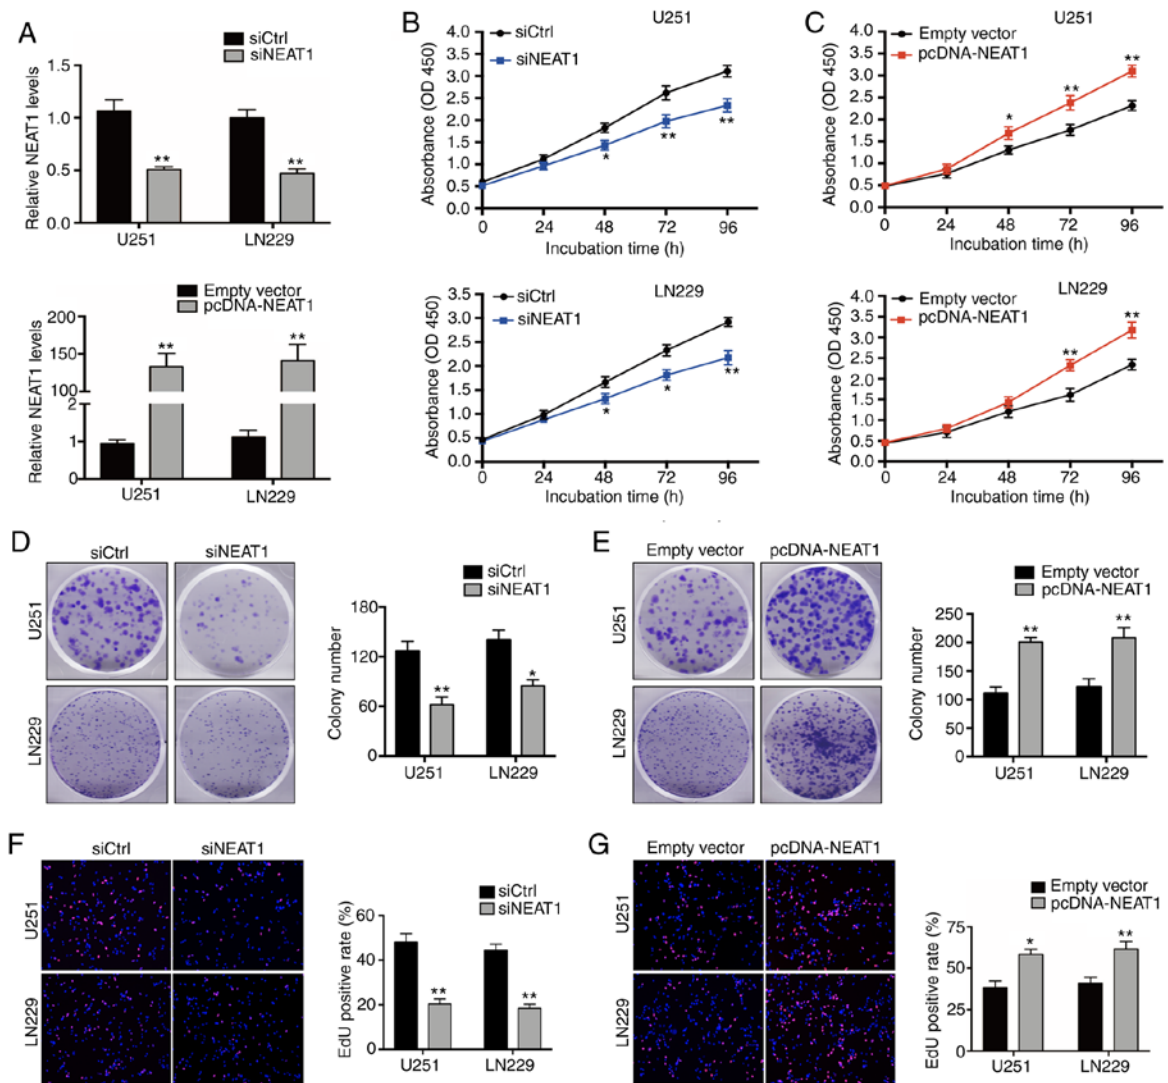 A
siCtrl
siNEAT1
Relative NEAT1 levels
1.5
1.0
0.5
0.0
**
**
U251
LN229
Empty vector
pcDNA-NEAT1
Relative NEAT1 levels
200
150
100
2
1
0
**
**
U251
LN229
B
U251
siCtrl
siNEAT1
Absorbance (OD 450)
4.0
3.5
3.0
2.5
2.0
1.5
1.0
0.5
0.0
*
**
**
0 24 48 72 96
Incubation time (h)
LN229
siCtrl
siNEAT1
Absorbance (OD 450)
3.5
3.0
2.5
2.0
1.5
1.0
0.5
0.0
*
*
**
0 24 48 72 96
Incubation time (h)
C
U251
Empty vector
pcDNA-NEAT1
Absorbance (OD 450)
4.0
3.5
3.0
2.5
2.0
1.5
1.0
0.5
0.0
*
**
**
0 24 48 72 96
Incubation time (h)
LN229
Empty vector
pcDNA-NEAT1
Absorbance (OD 450)
4.0
3.5
3.0
2.5
2.0
1.5
1.0
0.5
0.0
**
**
0 24 48 72 96
Incubation time (h)
D
siCtrl siNEAT1
U251
LN229
siCtrl
siNEAT1
Colony number
180
120
60
0
**
*
U251 LN229
E
Empty vector pcDNA-NEAT1
U251
LN229
Empty vector
pcDNA-NEAT1
Colony number
250
200
150
100
50
0
**
**
U251 LN229
F
siCtrl siNEAT1
U251
LN229
siCtrl
siNEAT1
EdU positive rate (%)
60
40
20
0
**
**
U251 LN229
G
Empty vector pcDNA-NEAT1
U251
LN229
Empty vector
pcDNA-NEAT1
EdU positive rate (%)
75
50
25
0
*
**
U251 LN229